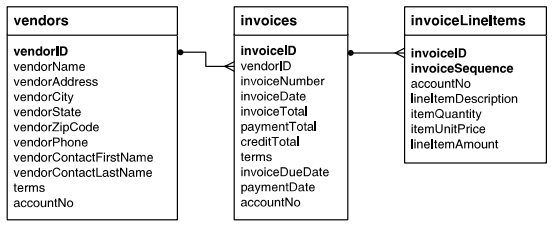 vendors
vendorID
vendorName
vendorAddress
vendorCity
vendorState
vendorZipCode
vendorPhone
vendorContactFirstName
vendorContactLastName
terms
accountNo
invoices
invoiceID
vendorID
invoiceNumber
invoiceDate
invoiceTotal
paymentTotal
creditTotal
terms
invoiceDueDate
paymentDate
accountNo
invoiceLineItems
invoiceID
invoiceSequence
accountNo
lineItemDescription
itemQuantity
itemUnitPrice
lineItemAmount